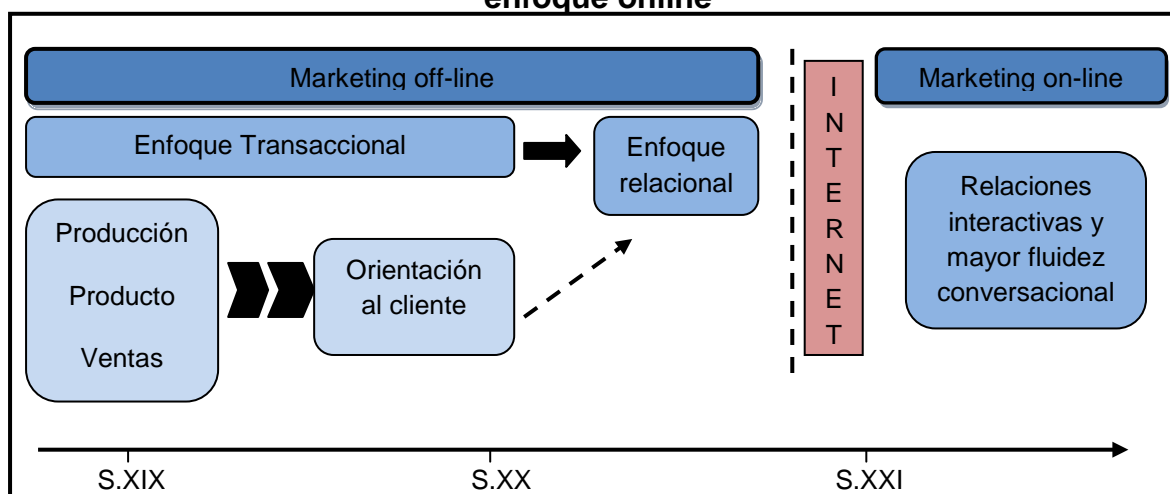 enfoque online
Marketing off-line
Marketing on-line
Enfoque Transaccional
Enfoque
relacional
Producción
Producto
Ventas
Orientación
al cliente
I
N
T
E
R
N
E
T
Relaciones
interactivas y
mayor fluidez
conversacional
S.XIX
S.XX
S.XXI